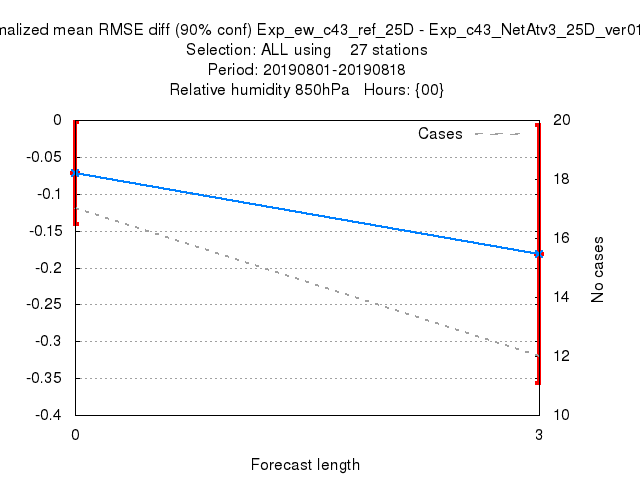 malized mean RMSE diff (90% conf) Exp_ew_c43_ref_25D - Exp_c43_NetAtv3_25D_ver01
Selection: ALL using 27 stations
Period: 20190801-20190818
Relative humidity 850hPa Hours: {00}
Cases
0
-0.05
-0.1
-0.15
-0.2
-0.25
-0.3
-0.35
-0.4
20
18
16
14
12
10
No cases
0 3
Forecast length